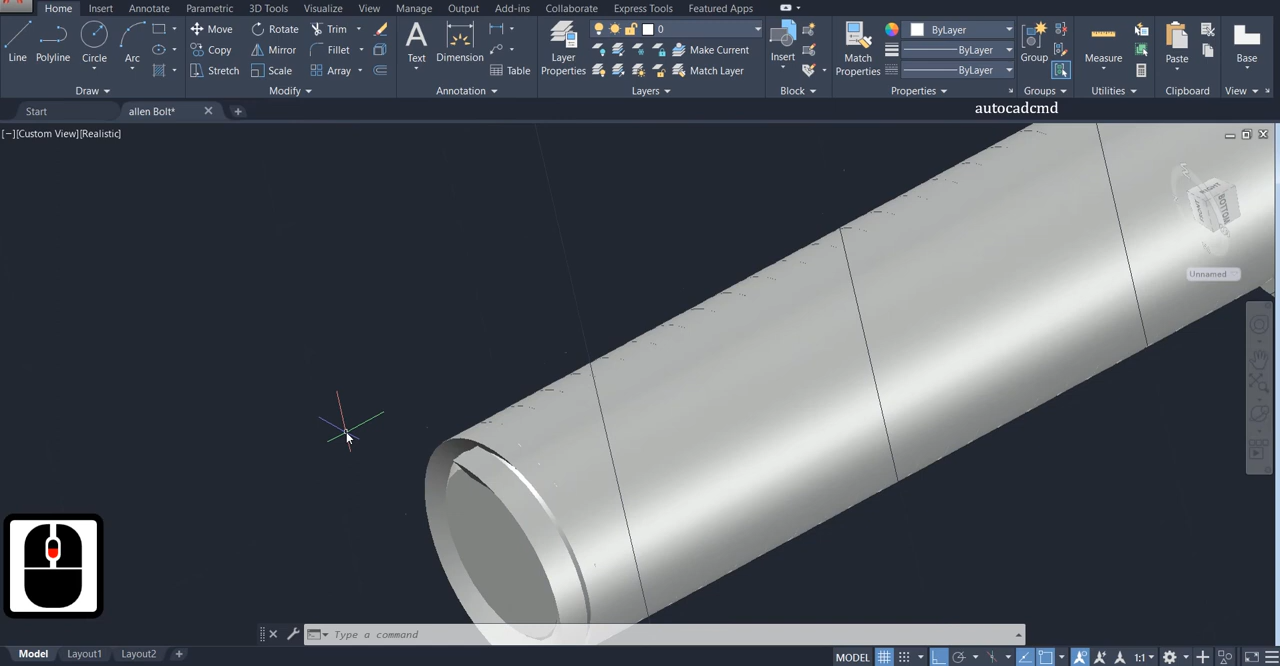 Home Insert Annotate Parametric 3D Tools Visualize View Manage Output Add-ins Collaborate Express Tools Featured Apps
Line Polyline Circle Arc
Move Rotate Trim
Copy Mirror Fillet
Stretch Scale Array
Text Dimension Table
Layer Properties
0
Make Current
Match Layer
Insert
Match Properties
ByLayer
ByLayer
ByLayer
Group
Measure
Paste
Base
Draw Modify Annotation Layers Block Properties Groups Utilities Clipboard View
Start allen Bolt*
autocadcmd
[−][Custom View][Realistic]
RIGHT
BOTTOM
Unnamed
Type a command
Model Layout1 Layout2
MODEL 1:1